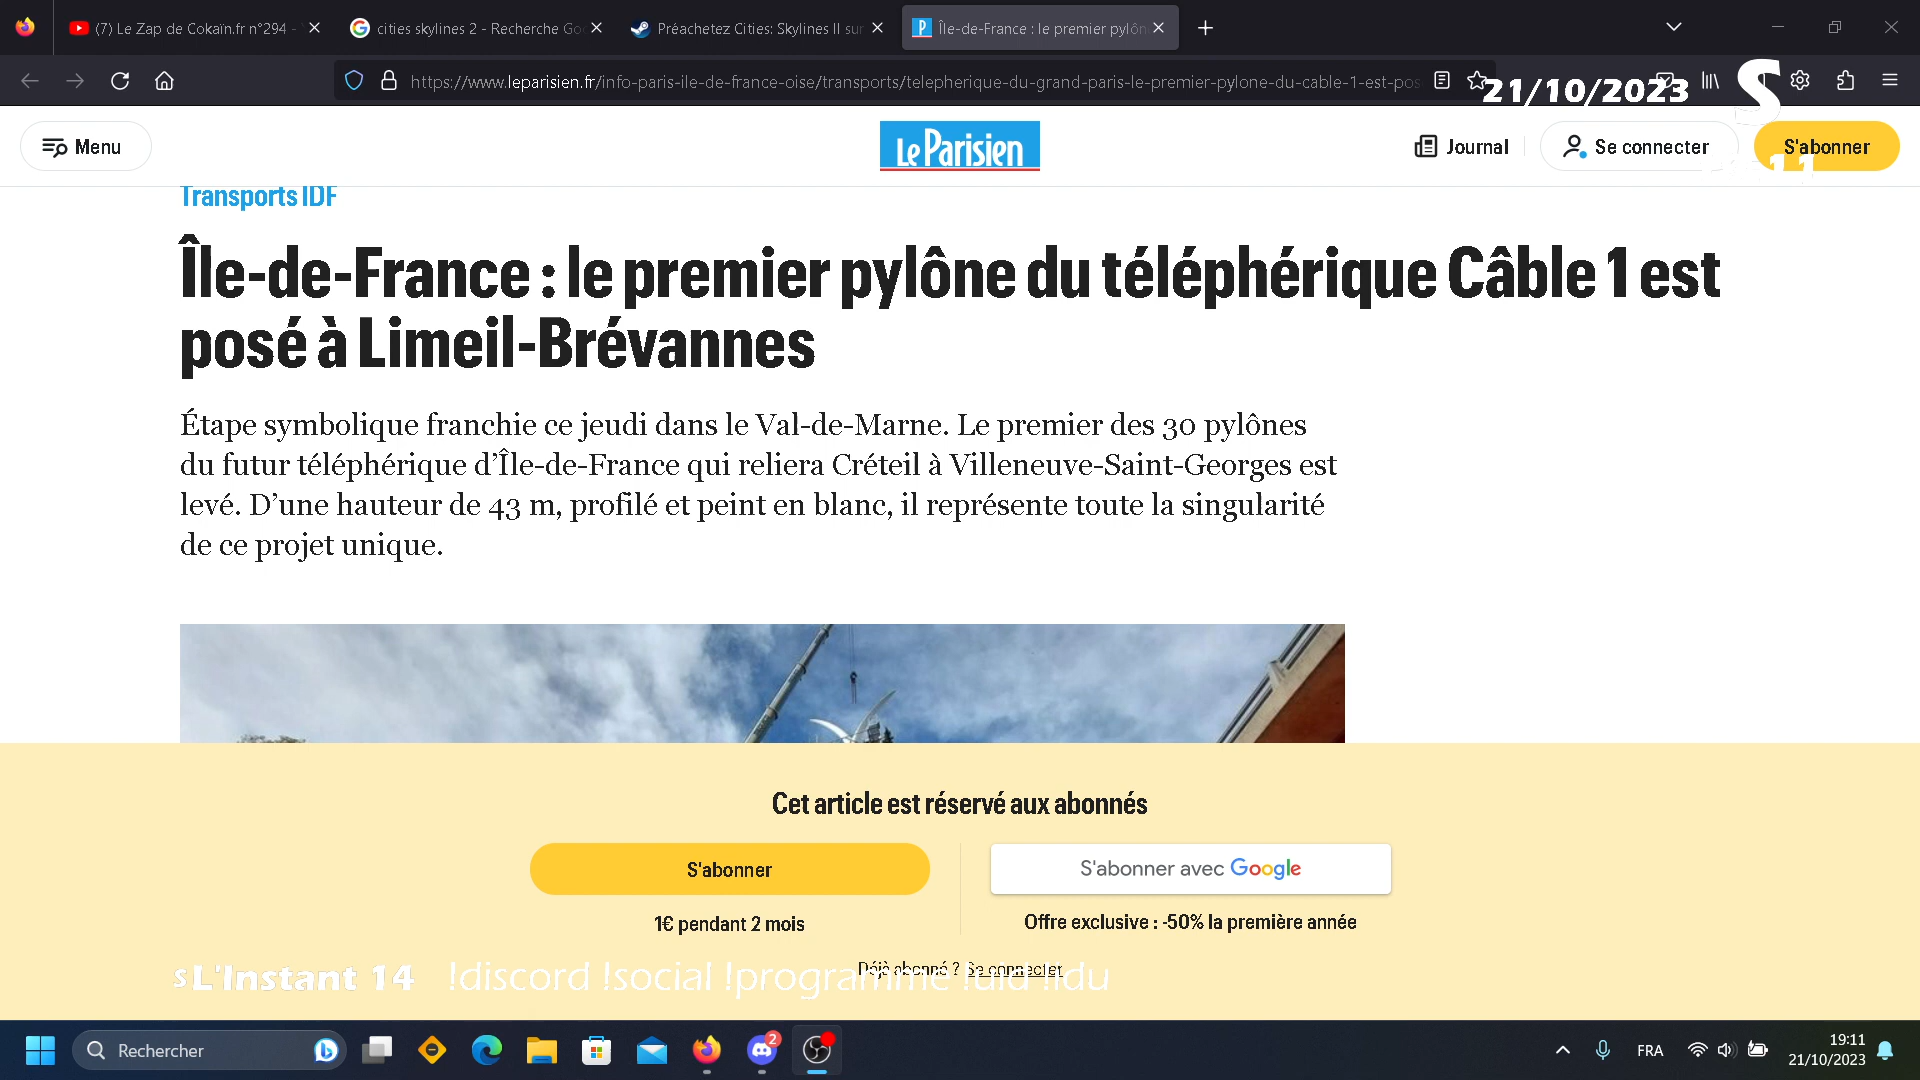 (7) Le Zap de Cokaïn.fr n°294 -
cities skylines 2 - Recherche Go
Préachetez Cities: Skylines II sur
Île-de-France : le premier pylôn
https://www.leparisien.fr/info-paris-ile-de-france-oise/transports/telepherique-du-grand-paris-le-premier-pylone-du-cable-1-est-pos
21/10/2023
S
Menu
Le Parisien
Journal
Se connecter
S'abonner
11
Transports IDF
Île-de-France : le premier pylône du téléphérique Câble 1 est
posé à Limeil-Brévannes
Étape symbolique franchie ce jeudi dans le Val-de-Marne. Le premier des 30 pylônes
du futur téléphérique d’Île-de-France qui reliera Créteil à Villeneuve-Saint-Georges est
levé. D’une hauteur de 43 m, profilé et peint en blanc, il représente toute la singularité
de ce projet unique.
Cet article est réservé aux abonnés
S'abonner
S'abonner avec Google
1€ pendant 2 mois
Offre exclusive : -50% la première année
Déjà abonné ? Se connecter
s L'Instant 14 !discord !social !programme !uid !idu
Rechercher
2
FRA
19:11
21/10/2023